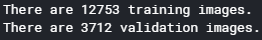 There are 12753 training images.
There are 3712 validation images.